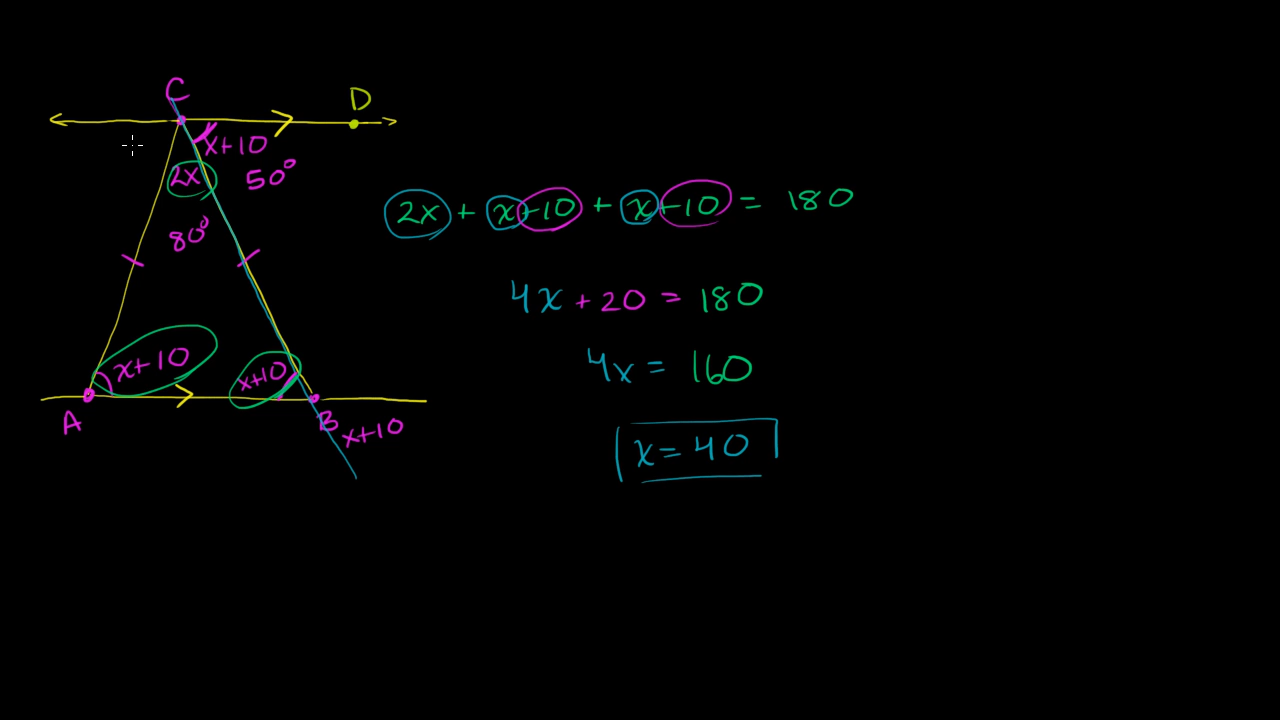 C
D
x+10
2x
50°
80°
2x + x+10 + x+10 = 180
4x + 20 = 180
x+10
x+10
4x = 160
A
B
x+10
x = 40